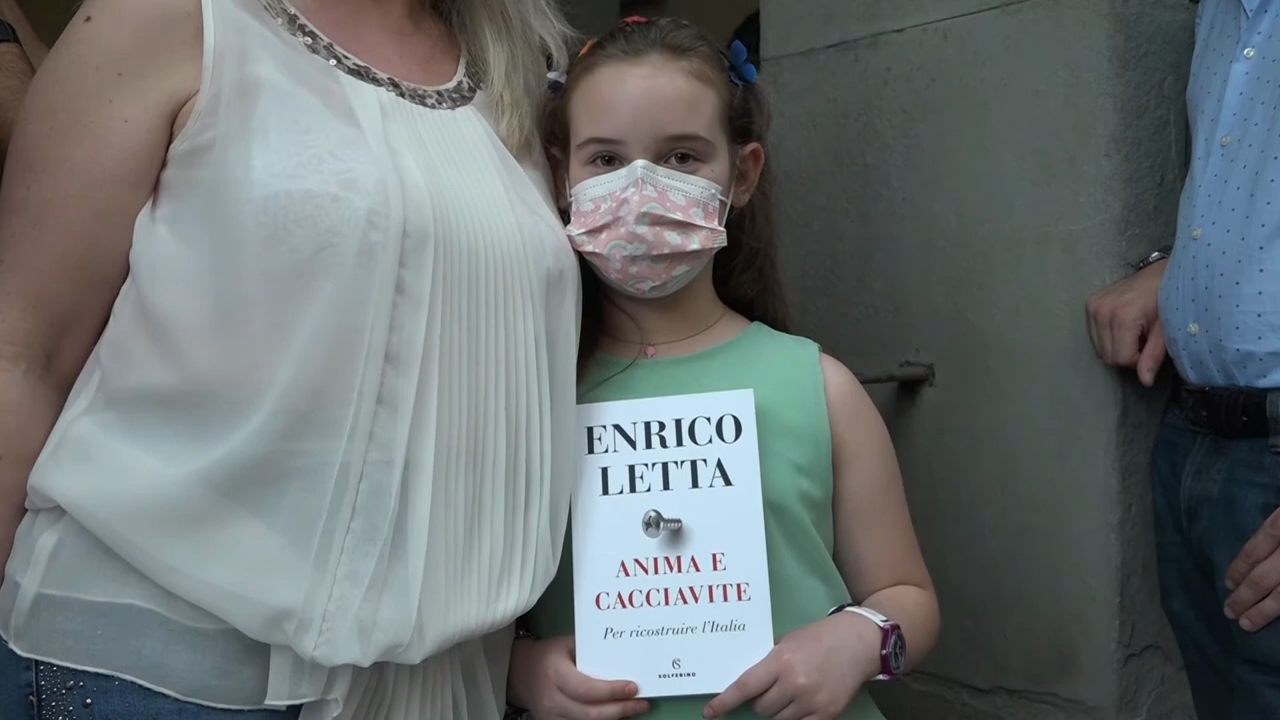 ENRICO
LETTA
ANIMA E
CACCIAVITE
Per ricostruire l'Italia
SOLFERINO